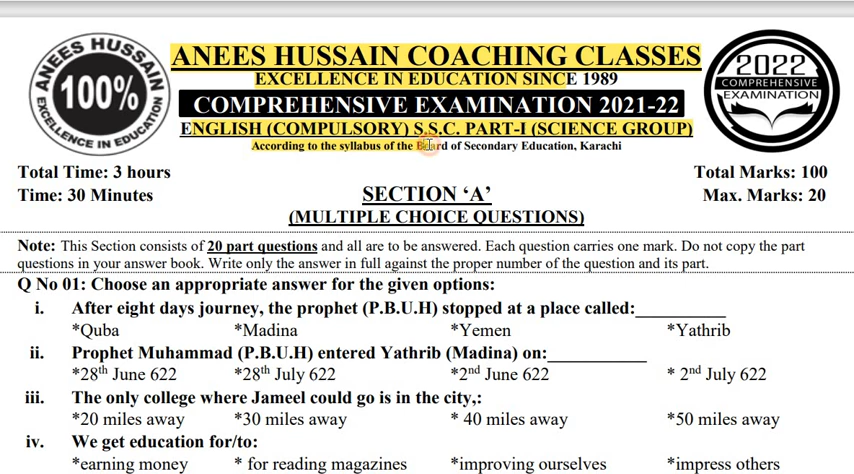 ANEES HUSSAIN
100%
EXCELLENCE IN EDUCATION
ANEES HUSSAIN COACHING CLASSES
EXCELLENCE IN EDUCATION SINCE 1989
COMPREHENSIVE EXAMINATION 2021-22
ENGLISH (COMPULSORY) S.S.C. PART-I (SCIENCE GROUP)
According to the syllabus of the Board of Secondary Education, Karachi
2022
COMPREHENSIVE
EXAMINATION
Total Time: 3 hours Total Marks: 100
Time: 30 Minutes SECTION ‘A’ Max. Marks: 20
(MULTIPLE CHOICE QUESTIONS)
Note: This Section consists of 20 part questions and all are to be answered. Each question carries one mark. Do not copy the part
questions in your answer book. Write only the answer in full against the proper number of the question and its part.
Q No 01: Choose an appropriate answer for the given options:
i. After eight days journey, the prophet (P.B.U.H) stopped at a place called:__________
*Quba *Madina *Yemen *Yathrib
ii. Prophet Muhammad (P.B.U.H) entered Yathrib (Madina) on:___________
*28th June 622 *28th July 622 *2nd June 622 * 2nd July 622
iii. The only college where Jameel could go is in the city,:
*20 miles away *30 miles away * 40 miles away *50 miles away
iv. We get education for/to:
*earning money * for reading magazines *improving ourselves *impress others